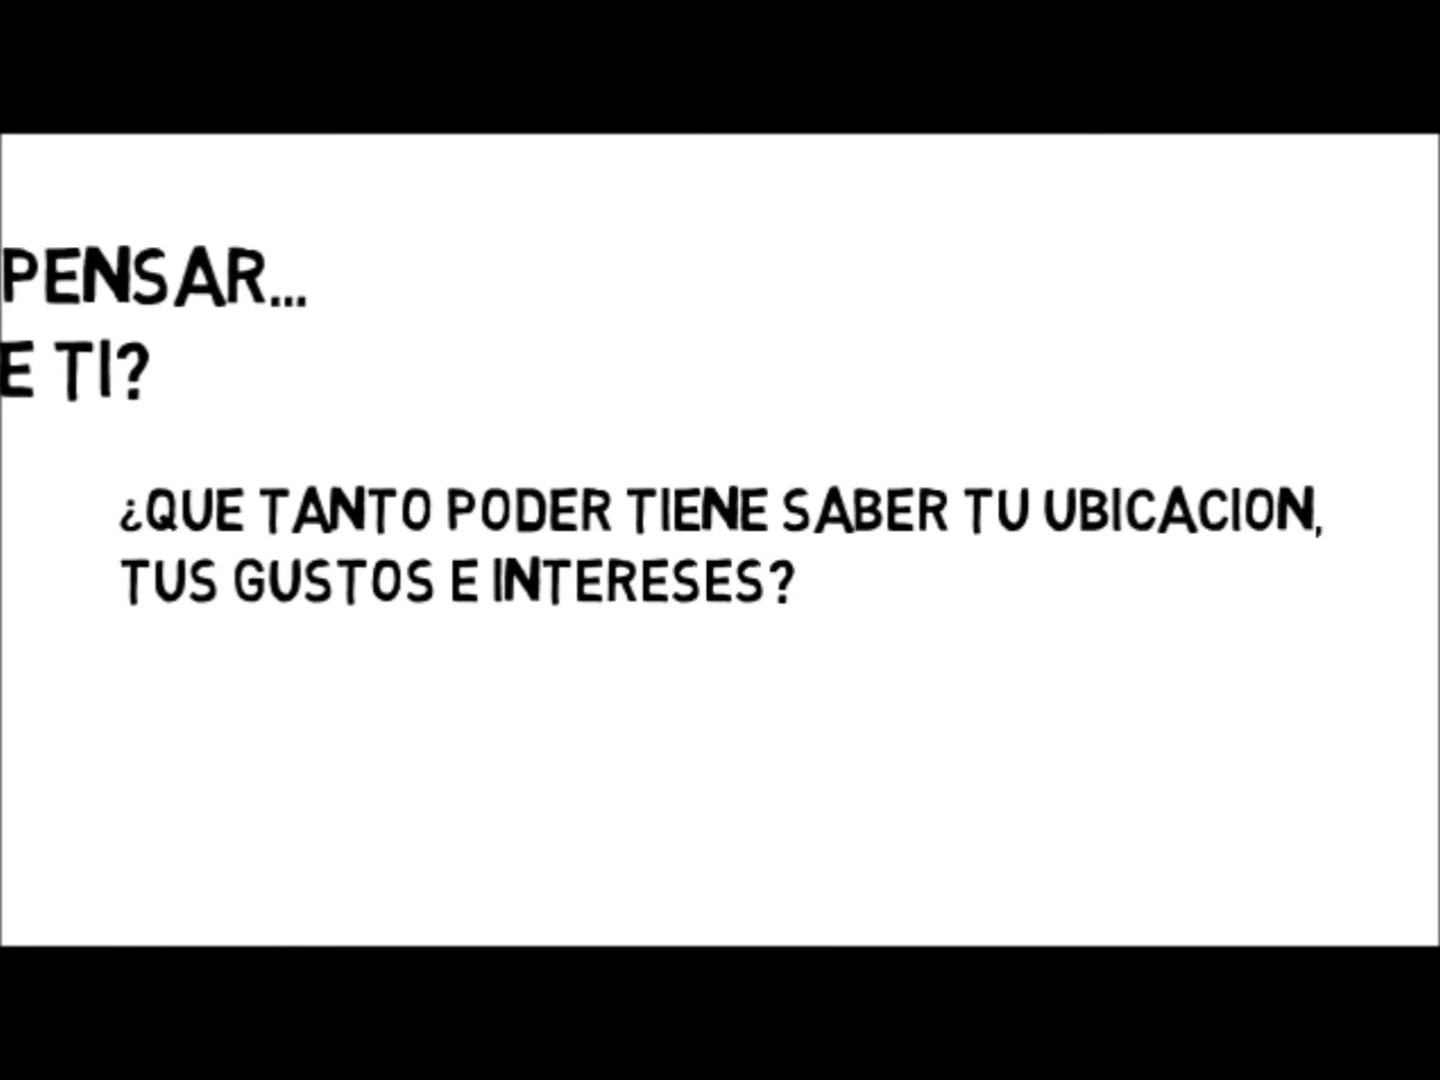 PENSAR...
E TI?
¿QUE TANTO PODER TIENE SABER TU UBICACION,
TUS GUSTOS E INTERESES?